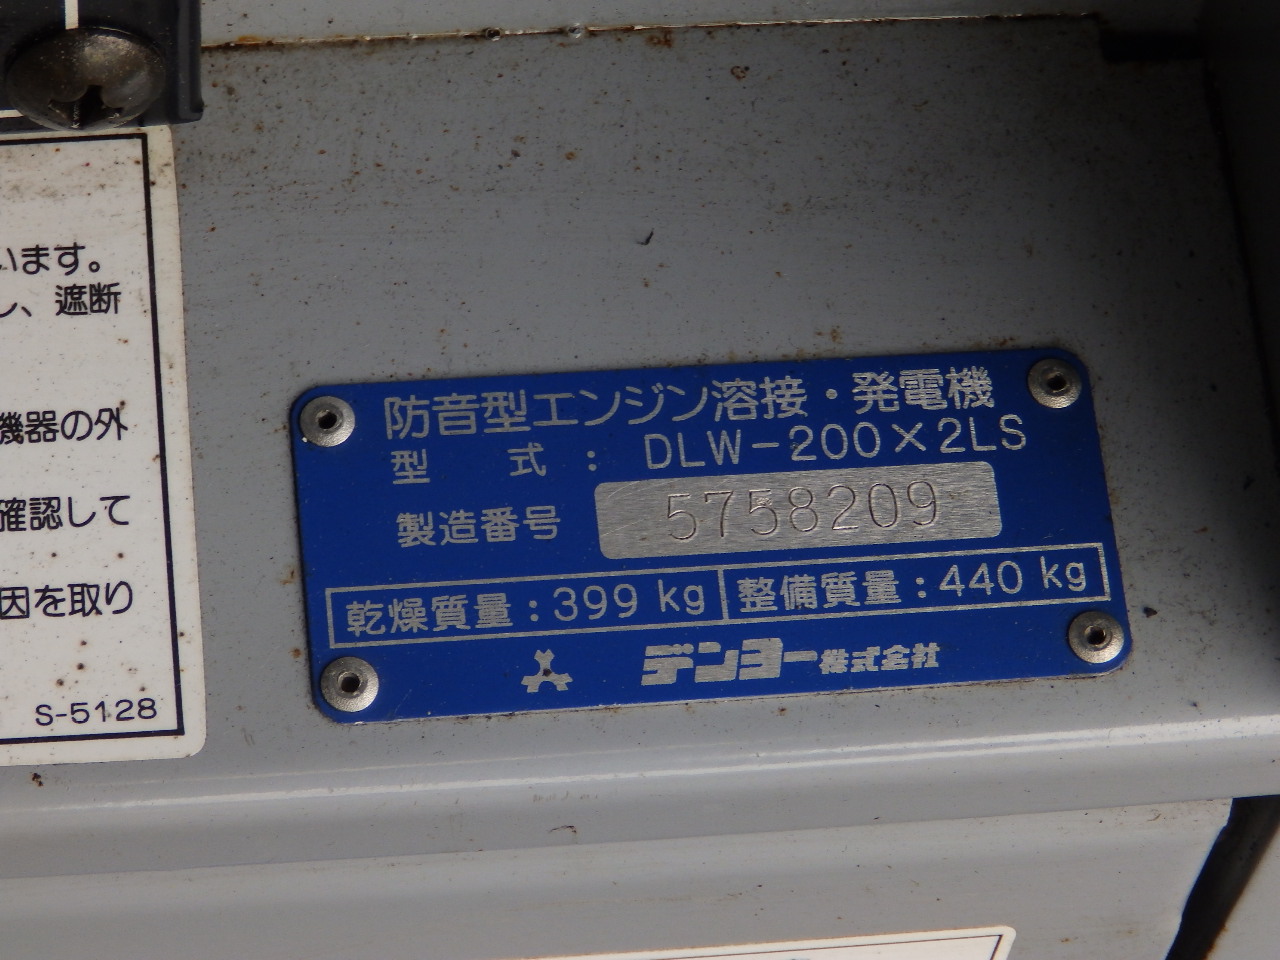 います。
し、遮断
機器の外
確認して
因を取り
S-5128
防音型エンジン溶接・発電機
型 式 : DLW-200×2LS
製造番号 5758209
乾燥質量:399 kg 整備質量:440 kg
デンヨー株式会社